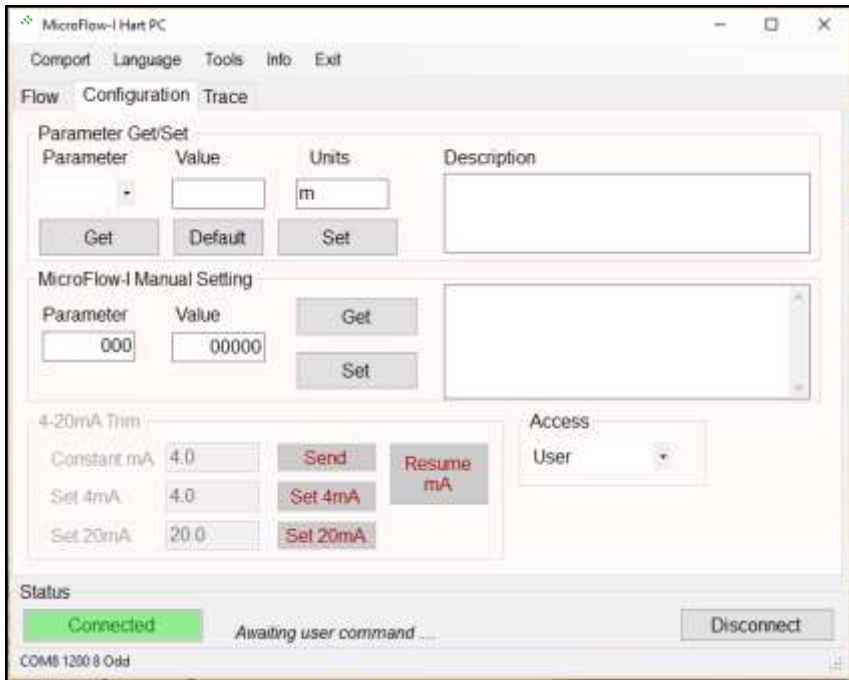 MicroFlow-I Hart PC
Comport Language Tools Info Exit
Flow Configuration Trace
Parameter Get/Set
Parameter Value Units Description
m
Get Default Set
MicroFlow-I Manual Setting
Parameter Value Get
000 00000
Set
4-20mA Trim
Access
Constant mA 4.0 Send Resume mA
User
Set 4mA 4.0 Set 4mA
Set 20mA 20.0 Set 20mA
Status
Connected Awaiting user command ... Disconnect
COM8 1200 8 Odd